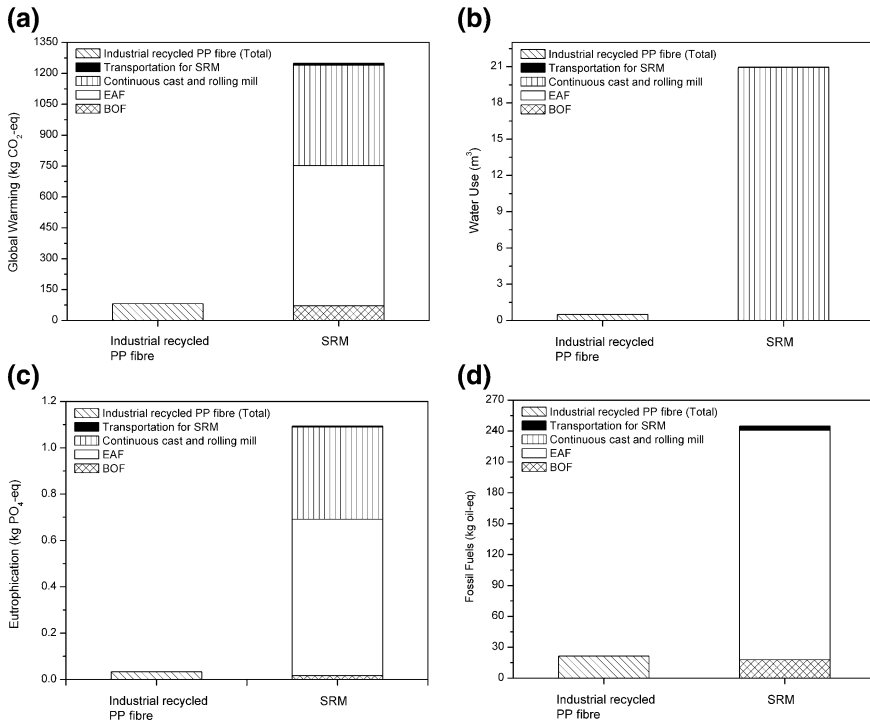 (a)
1350
1200
1050
900
750
600
450
300
150
0
Global Warming (kg CO₂-eq)
Industrial recycled PP fibre (Total)
Transportation for SRM
Continuous cast and rolling mill
EAF
BOF
Industrial recycled
PP fibre
SRM
(b)
21
18
15
12
9
6
3
0
Water Use (m³)
Industrial recycled PP fibre (Total)
Transportation for SRM
Continuous cast and rolling mill
EAF
BOF
Industrial recycled
PP fibre
SRM
(c)
1.2
1.0
0.8
0.6
0.4
0.2
0.0
Eutrophication (kg PO₄-eq)
Industrial recycled PP fibre (Total)
Transportation for SRM
Continuous cast and rolling mill
EAF
BOF
Industrial recycled
PP fibre
SRM
(d)
270
240
210
180
150
120
90
60
30
0
Fossil Fuels (kg oil-eq)
Industrial recycled PP fibre (Total)
Transportation for SRM
Continuous cast and rolling mill
EAF
BOF
Industrial recycled
PP fibre
SRM